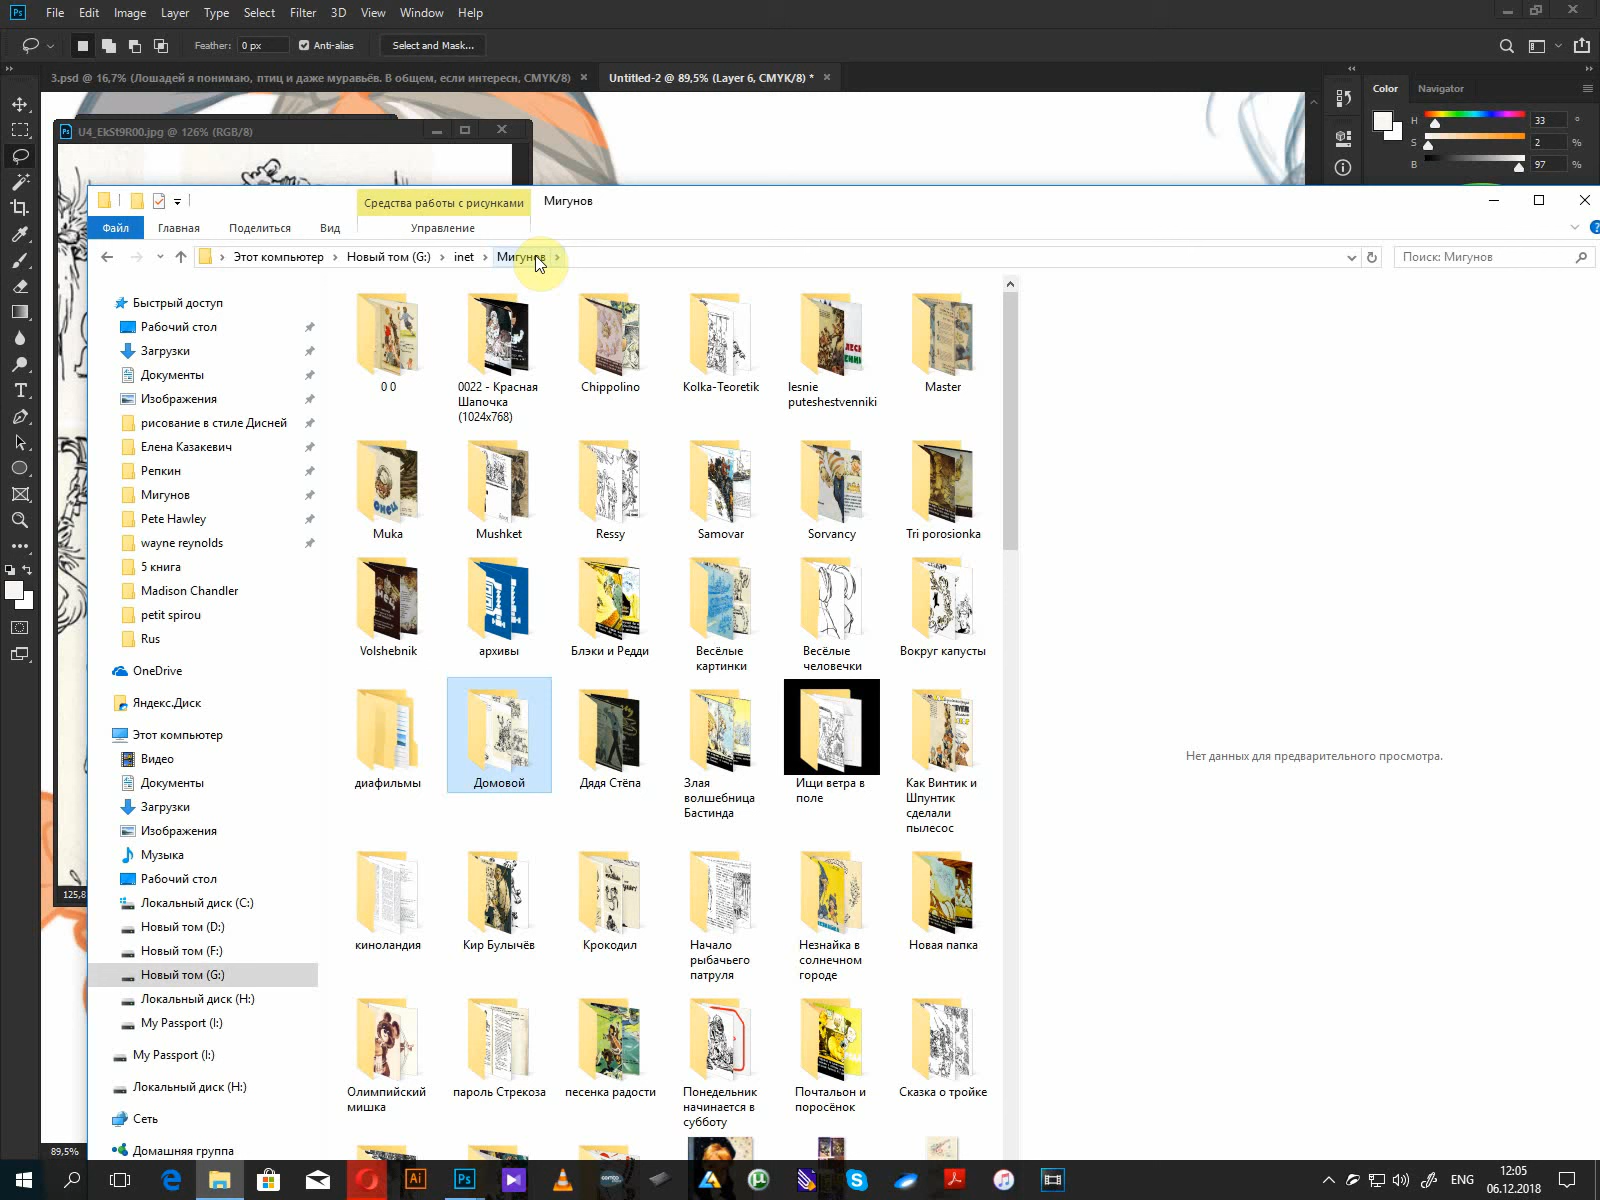 File Edit Image Layer Type Select Filter 3D View Window Help
Feather: 0 px Anti-alias Select and Mask...
3.psd @ 16,7% (Лошадей я понимаю, птиц и даже муравьёв. В общем, если интересн, CMYK/8) × Untitled-2 @ 89,5% (Layer 6, CMYK/8) * ×
Color Navigator
H 33 °
S 2 %
B 97 %
U4_EkSt9R00.jpg @ 126% (RGB/8)
Средства работы с рисунками Мигунов
Файл Главная Поделиться Вид Управление
Этот компьютер Новый том (G:) inet Мигунов
Поиск: Мигунов
Быстрый доступ
Рабочий стол
Загрузки
Документы
Изображения
рисование в стиле Дисней
Елена Казакевич
Репкин
Мигунов
Pete Hawley
wayne reynolds
5 книга
Madison Chandler
petit spirou
Rus
OneDrive
Яндекс.Диск
Этот компьютер
Видео
Документы
Загрузки
Изображения
Музыка
Рабочий стол
Локальный диск (C:)
Новый том (D:)
Новый том (F:)
Новый том (G:)
Локальный диск (H:)
My Passport (I:)
My Passport (I:)
Локальный диск (H:)
Сеть
Домашняя группа
0 0
0022 - Красная
Шапочка
(1024x768)
Chippolino
Kolka-Teoretik
lesnie
puteshestvenniki
Master
Muka
Mushket
Ressy
Samovar
Sorvancy
Tri porosionka
Volshebnik
архивы
Блэки и Редди
Весёлые
картинки
Весёлые
человечки
Вокруг капусты
диафильмы
Домовой
Дядя Стёпа
Злая
волшебница
Бастинда
Ищи ветра в
поле
Как Винтик и
Шпунтик
сделали
пылесос
киноландия
Кир Булычёв
Крокодил
Начало
рыбачьего
патруля
Незнайка в
солнечном
городе
Новая папка
Олимпийский
мишка
пароль Стрекоза
песенка радости
Понедельник
начинается в
субботу
Почтальон и
поросёнок
Сказка о тройке
Нет данных для предварительного просмотра.
125,8
89,5%
ENG
12:05
06.12.2018